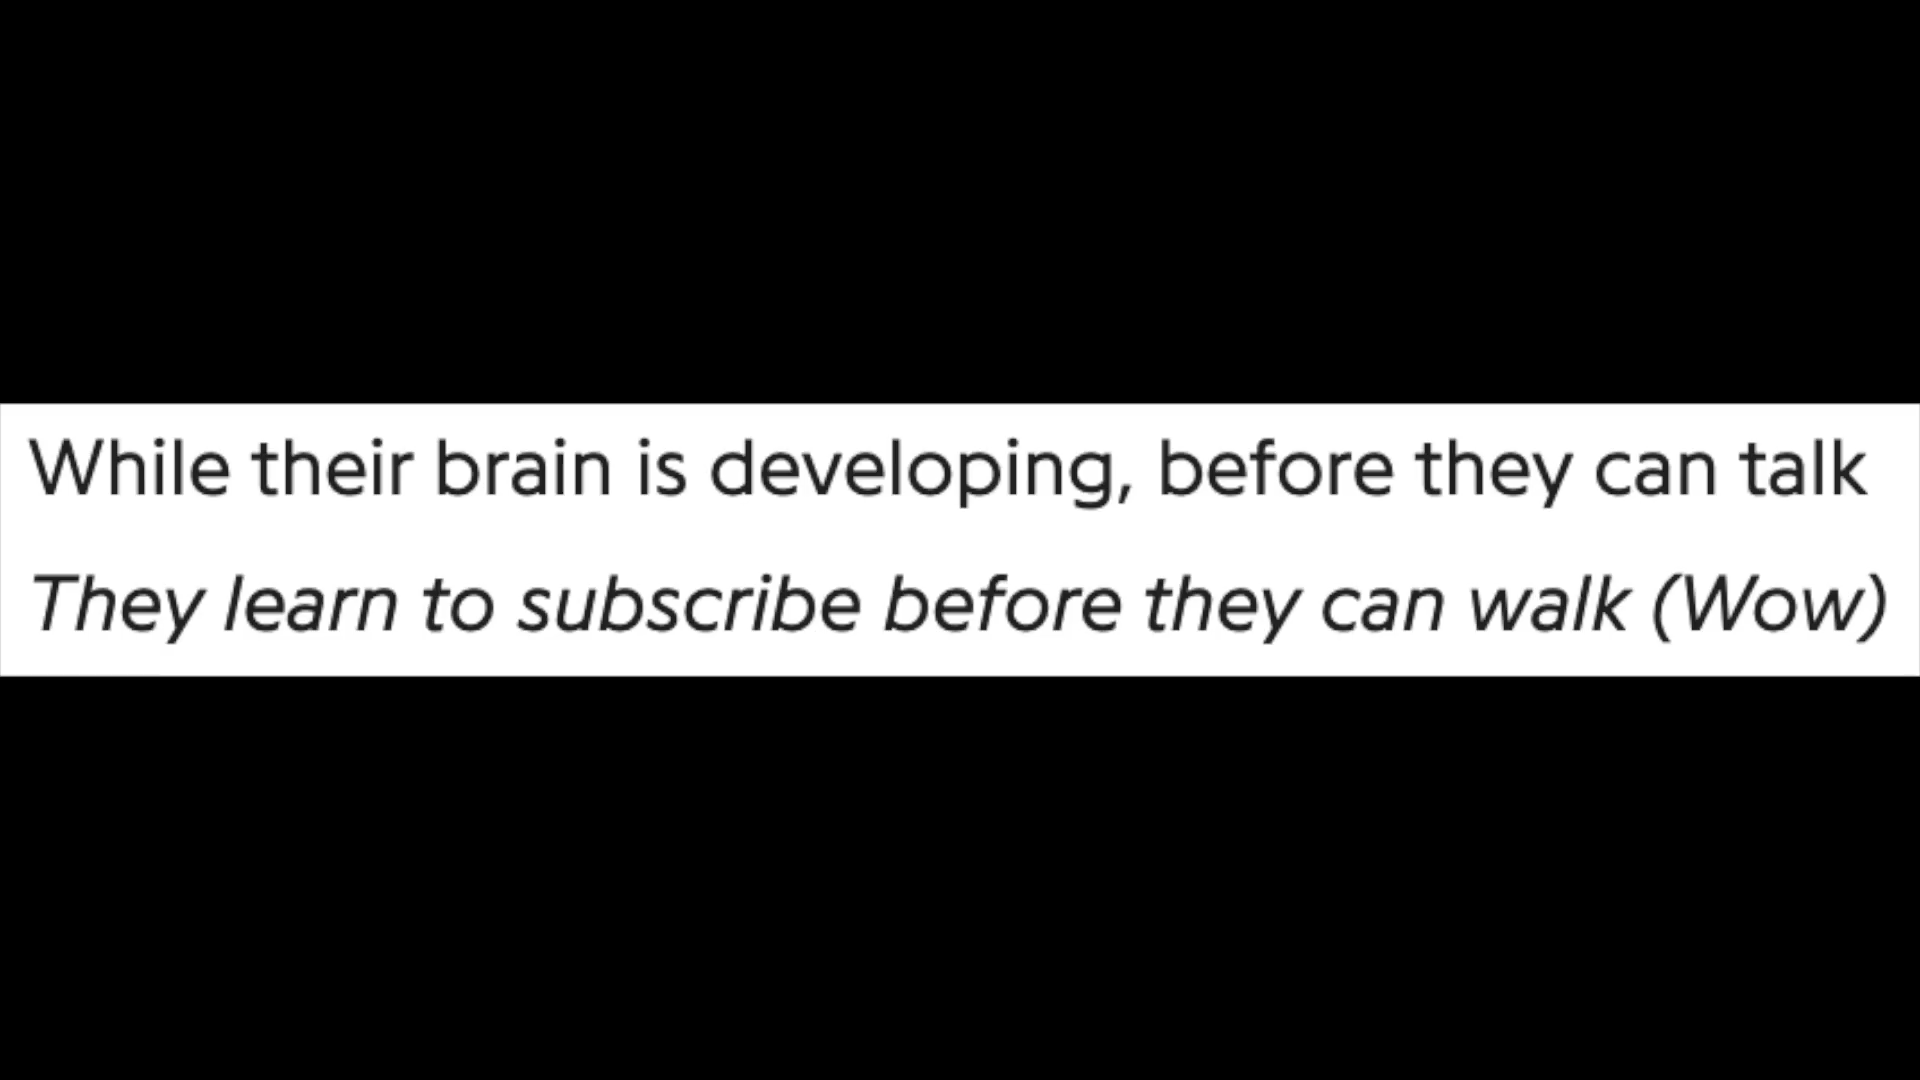 While their brain is developing, before they can talk
They learn to subscribe before they can walk (Wow)